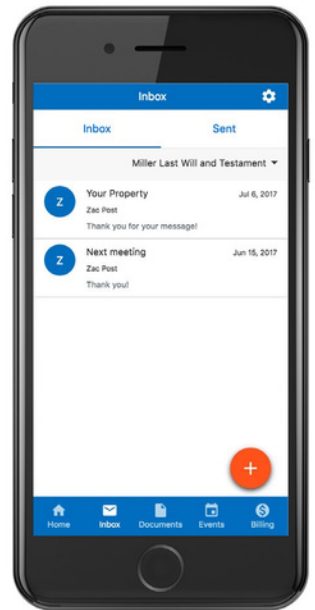 Inbox
Inbox Sent
Miller Last Will and Testament
Z
Your Property Jul 6, 2017
Zac Post
Thank you for your message!
Z
Next meeting Jun 15, 2017
Zac Post
Thank you!
+
Home Inbox Documents Events Billing